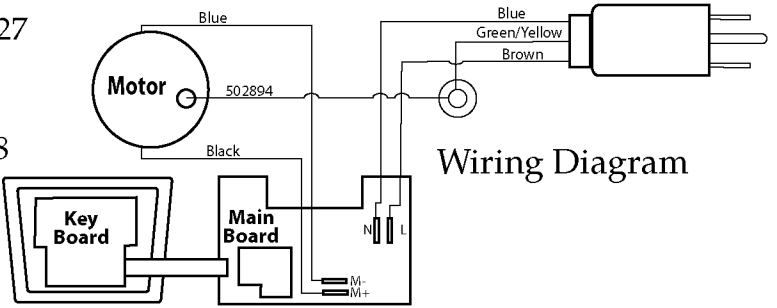 27
Blue
Blue
Green/Yellow
Brown
Motor
502894
8
Black
Wiring Diagram
Key
Board
Main
Board
N
L
M-
M+